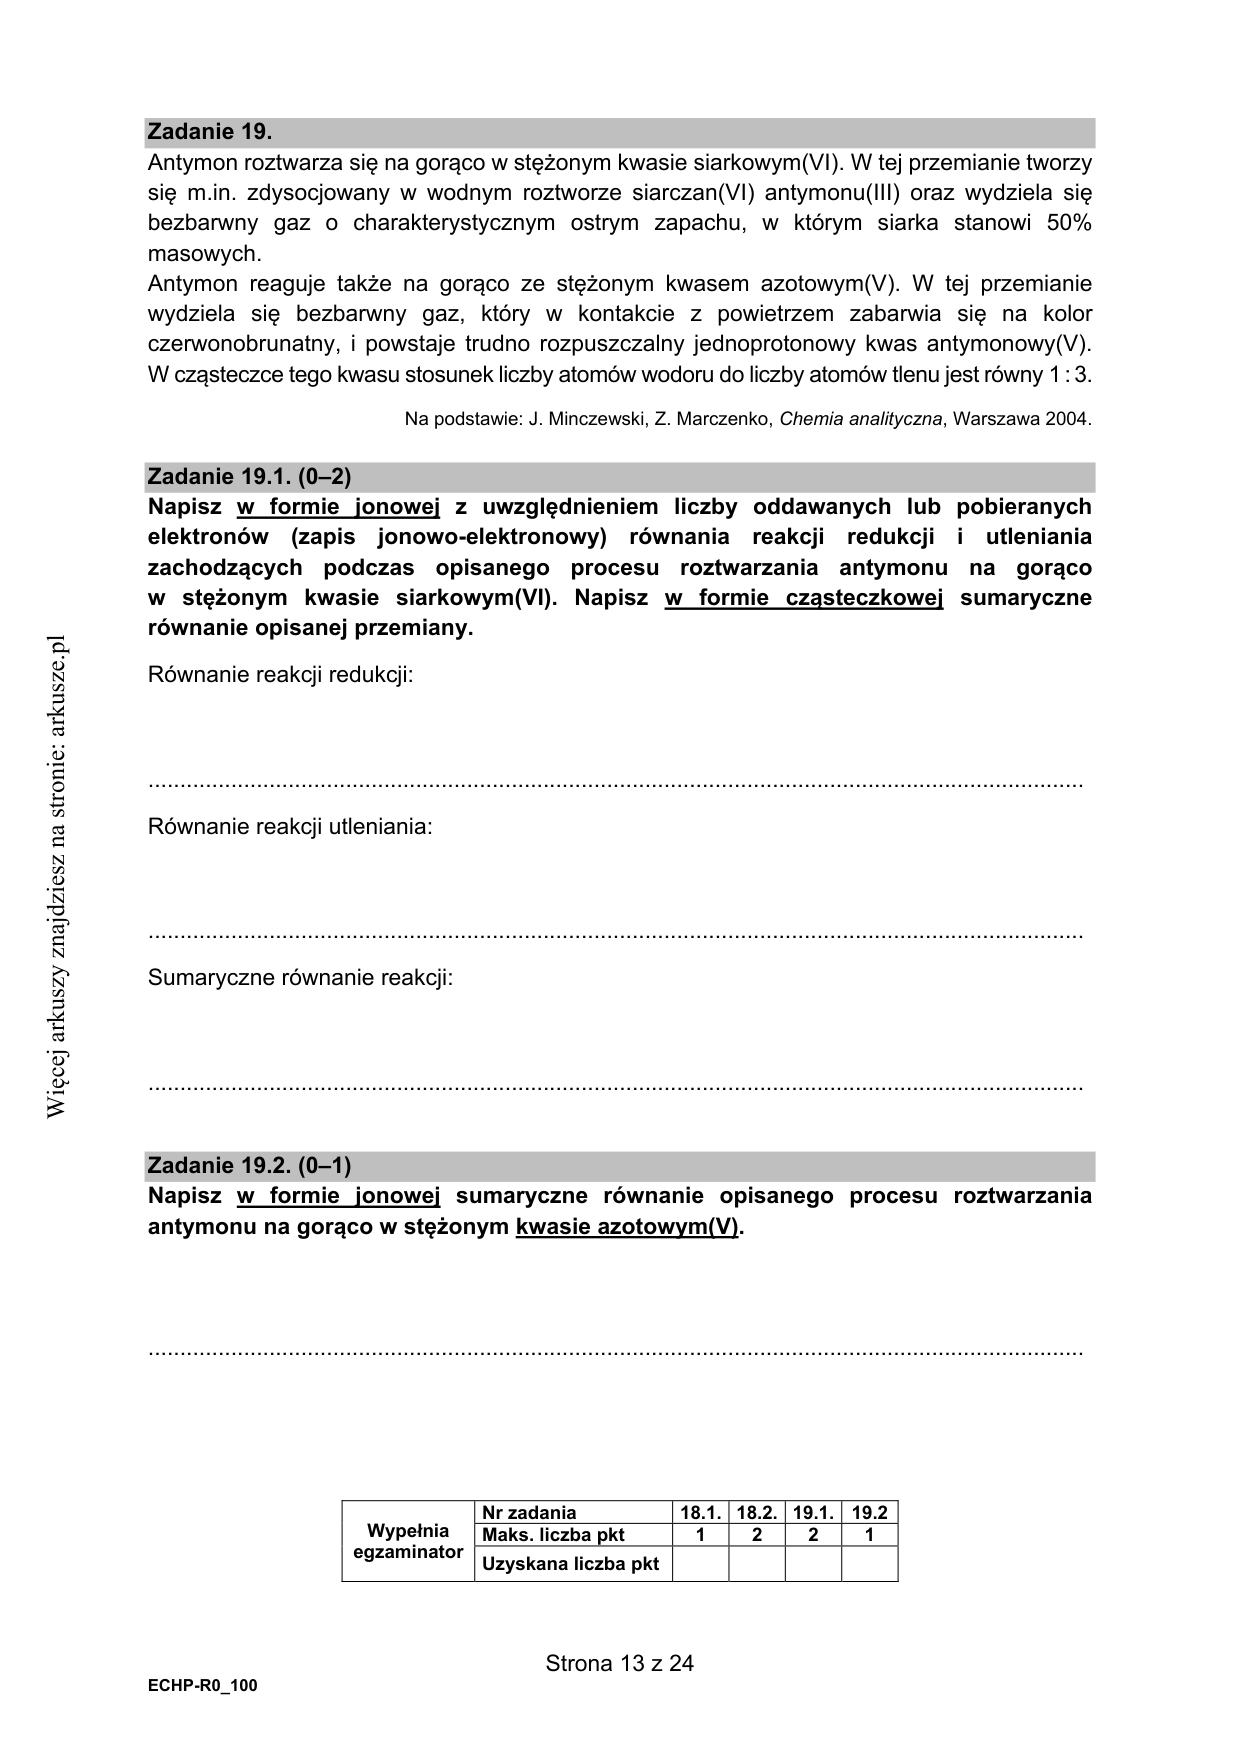 Zadanie 19.
Antymon roztwarza się na gorąco w stężonym kwasie siarkowym(VI). W tej przemianie tworzy
się m.in. zdysocjowany w wodnym roztworze siarczan(VI) antymonu(III) oraz wydziela się
bezbarwny gaz o charakterystycznym ostrym zapachu, w którym siarka stanowi 50%
masowych.
Antymon reaguje także na gorąco ze stężonym kwasem azotowym(V). W tej przemianie
wydziela się bezbarwny gaz, który w kontakcie z powietrzem zabarwia się na kolor
czerwonobrunatny, i powstaje trudno rozpuszczalny jednoprotonowy kwas antymonowy(V).
W cząsteczce tego kwasu stosunek liczby atomów wodoru do liczby atomów tlenu jest równy 1 : 3.
Na podstawie: J. Minczewski, Z. Marczenko, Chemia analityczna, Warszawa 2004.
Zadanie 19.1. (0–2)
Napisz w formie jonowej z uwzględnieniem liczby oddawanych lub pobieranych
elektronów (zapis jonowo-elektronowy) równania reakcji redukcji i utleniania
zachodzących podczas opisanego procesu roztwarzania antymonu na gorąco
w stężonym kwasie siarkowym(VI). Napisz w formie cząsteczkowej sumaryczne
równanie opisanej przemiany.
Równanie reakcji redukcji:
Równanie reakcji utleniania:
Sumaryczne równanie reakcji:
Zadanie 19.2. (0–1)
Napisz w formie jonowej sumaryczne równanie opisanego procesu roztwarzania
antymonu na gorąco w stężonym kwasie azotowym(V).
Wypełnia egzaminator
Nr zadania 18.1. 18.2. 19.1. 19.2
Maks. liczba pkt 1 2 2 1
Uzyskana liczba pkt
Strona 13 z 24
ECHP-R0_100
Więcej arkuszy znajdziesz na stronie: arkusze.pl